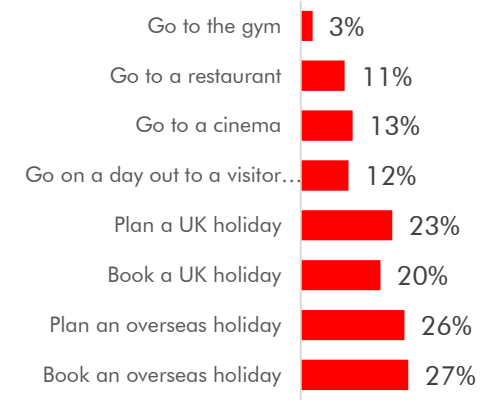 Go to the gym 3%
Go to a restaurant 11%
Go to a cinema 13%
Go on a day out to a visitor… 12%
Plan a UK holiday 23%
Book a UK holiday 20%
Plan an overseas holiday 26%
Book an overseas holiday 27%